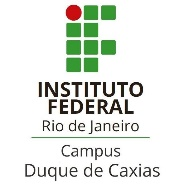 INSTITUTO
FEDERAL
Rio de Janeiro
Campus
Duque de Caxias